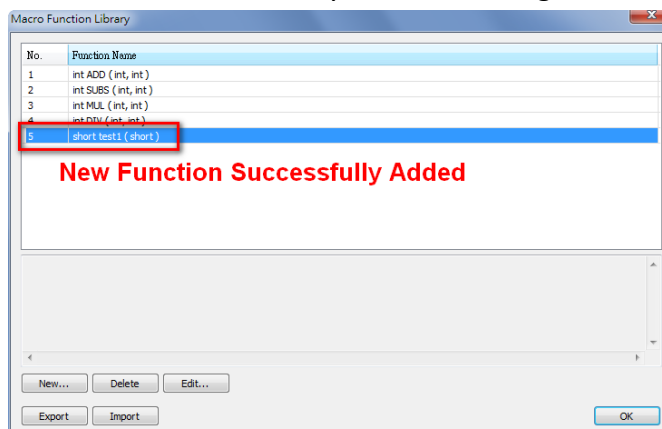 Macro Function Library
No. Function Name
1 int ADD ( int, int )
2 int SUBS ( int, int )
3 int MUL ( int, int )
4 int DIV ( int, int )
5 short test1 ( short )
New Function Successfully Added
New... Delete Edit...
Export Import OK